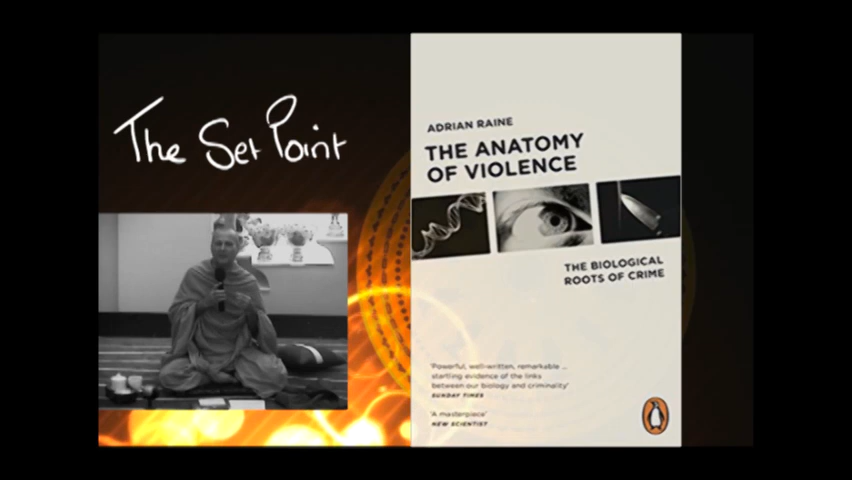 The Set Point
ADRIAN RAINE
THE ANATOMY
OF VIOLENCE
THE BIOLOGICAL
ROOTS OF CRIME
'Powerful, well-written, remarkable ...
startling evidence of the links
between our biology and criminality'
SUNDAY TIMES
'A masterpiece'
NEW SCIENTIST